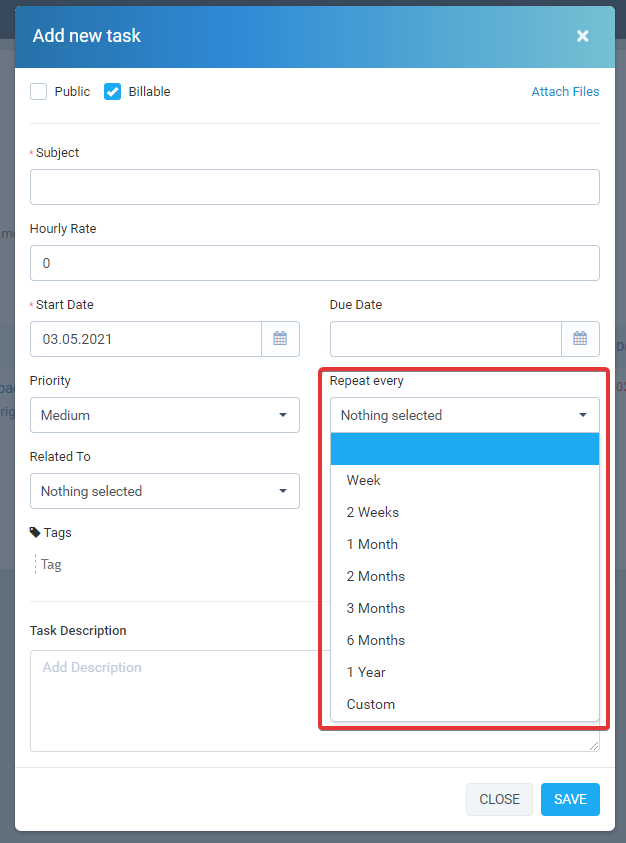 Add new task ×
Public Billable Attach Files
* Subject
Hourly Rate
0
* Start Date Due Date
03.05.2021
Priority Repeat every
Medium Nothing selected
Related To
Nothing selected
Week
2 Weeks
Tags
1 Month
Tag
2 Months
3 Months
Task Description
6 Months
Add Description
1 Year
Custom
CLOSE SAVE